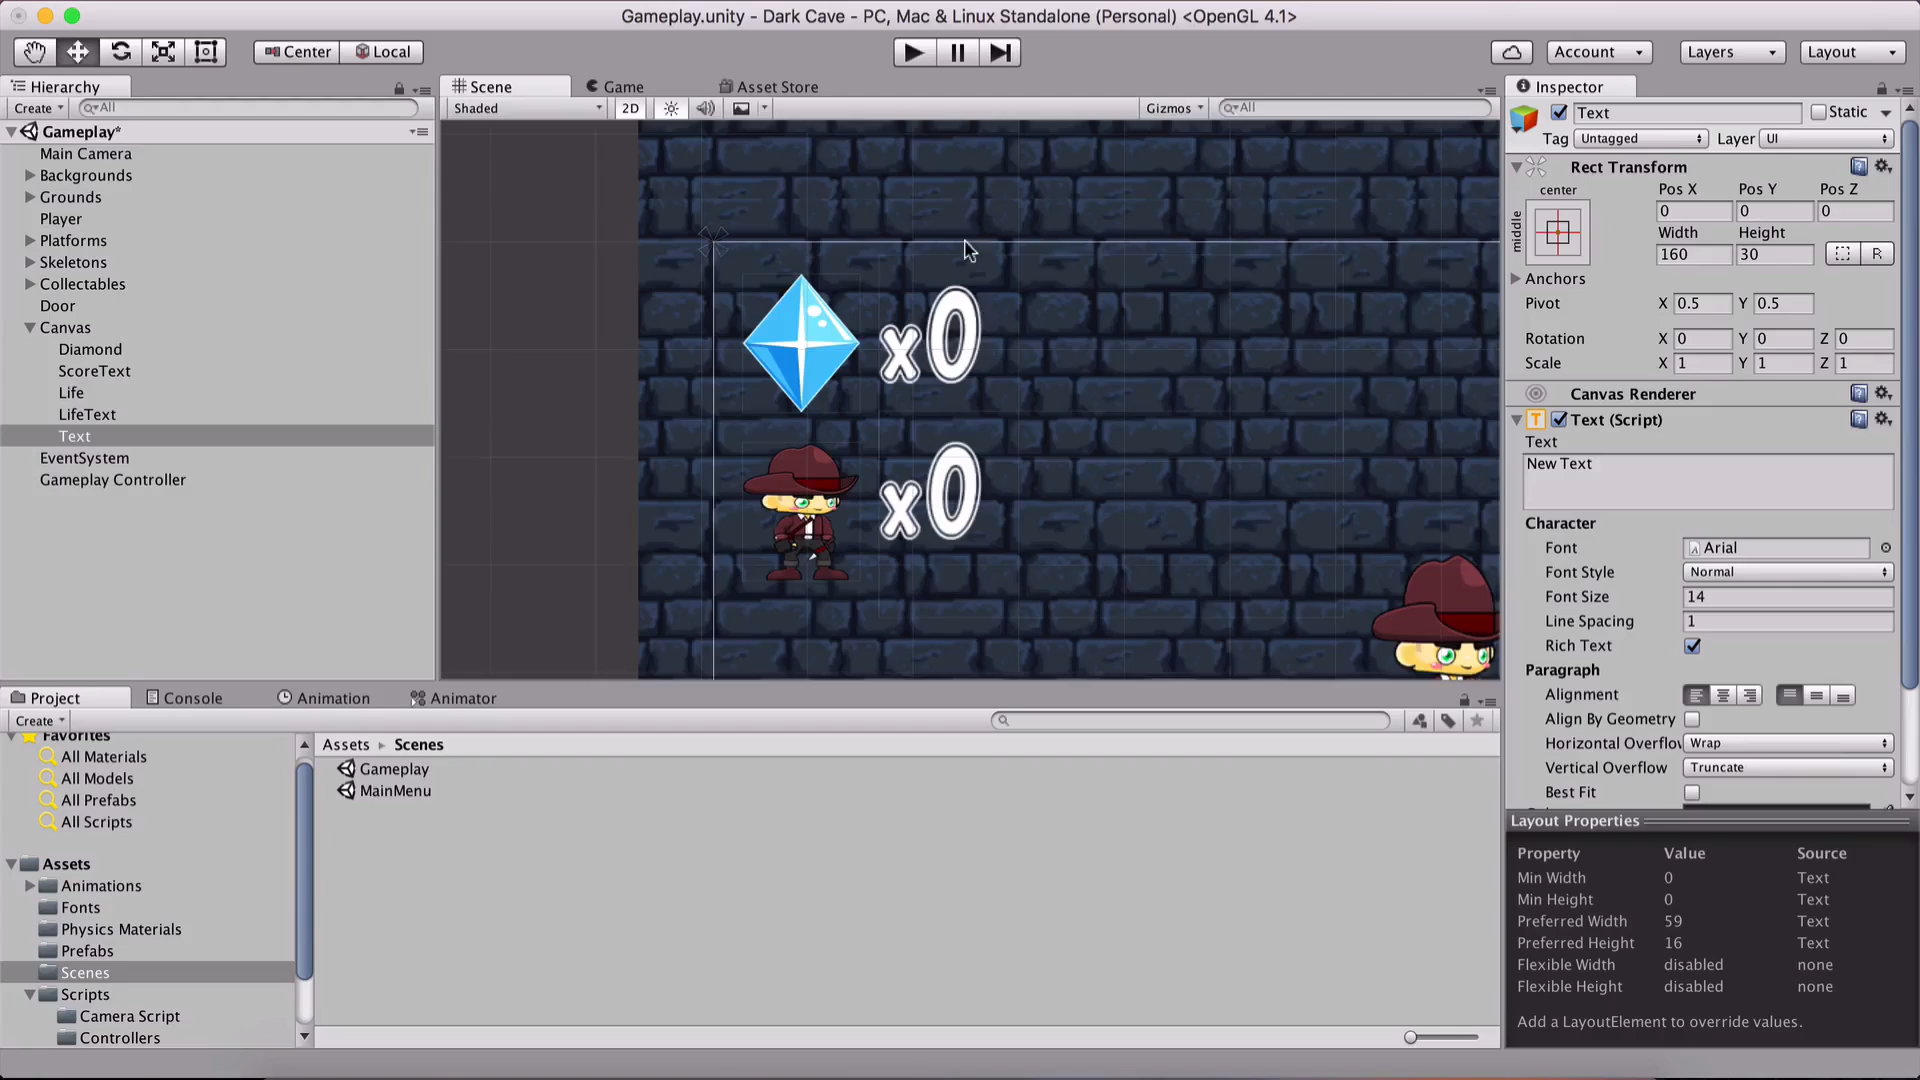 Gameplay.unity - Dark Cave - PC, Mac & Linux Standalone (Personal) <OpenGL 4.1>
Center Local Account Layers Layout
Hierarchy
Create All
Gameplay*
Main Camera
Backgrounds
Grounds
Player
Platforms
Skeletons
Collectables
Door
Canvas
Diamond
ScoreText
Life
LifeText
Text
EventSystem
Gameplay Controller
Scene Game Asset Store
Shaded 2D Gizmos All
x0
x0
Inspector
Text Static
Tag Untagged Layer UI
Rect Transform
center Pos X Pos Y Pos Z
middle
0 0 0
Width Height
160 30 R
Anchors
Pivot X 0.5 Y 0.5
Rotation X 0 Y 0 Z 0
Scale X 1 Y 1 Z 1
Canvas Renderer
T Text (Script)
Text
New Text
Character
Font Arial
Font Style Normal
Font Size 14
Line Spacing 1
Rich Text
Paragraph
Alignment
Align By Geometry
Horizontal Overflow Wrap
Vertical Overflow Truncate
Best Fit
Layout Properties
Property Value Source
Min Width 0 Text
Min Height 0 Text
Preferred Width 59 Text
Preferred Height 16 Text
Flexible Width disabled none
Flexible Height disabled none
Add a LayoutElement to override values.
Project Console Animation Animator
Create
Favorites
All Materials
All Models
All Prefabs
All Scripts
Assets
Animations
Fonts
Physics Materials
Prefabs
Scenes
Scripts
Camera Script
Controllers
Assets Scenes
Gameplay
MainMenu